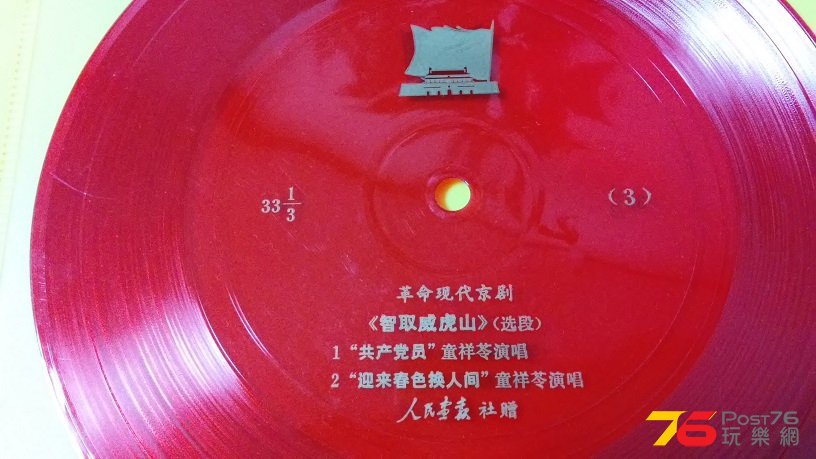 33 1/3
(3)
革命现代京剧
《智取威虎山》(选段)
1 “共产党员”童祥苓演唱
2 “迎来春色换人间”童祥苓演唱
人民画报社赠
76 Post76
玩樂網